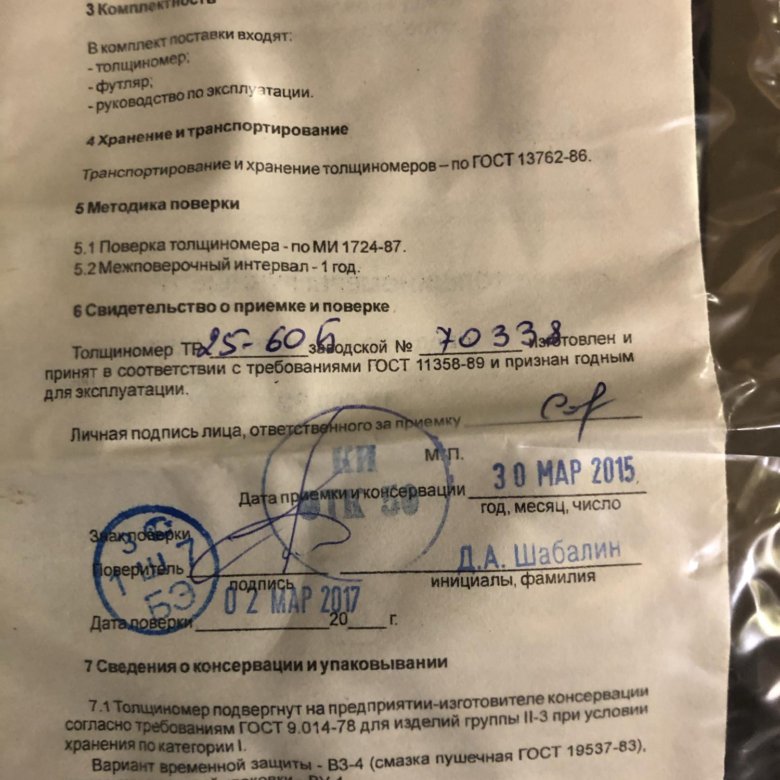 3 Комплектность
В комплект поставки входят:
- толщиномер;
- футляр;
- руководство по эксплуатации.
4 Хранение и транспортирование
Транспортирование и хранение толщиномеров – по ГОСТ 13762-86.
5 Методика поверки
5.1 Поверка толщиномера - по МИ 1724-87.
5.2 Межповерочный интервал - 1 год.
6 Свидетельство о приемке и поверке
Толщиномер ТР 25-60Б заводской № 70338 изготовлен и
принят в соответствии с требованиями ГОСТ 11358-89 и признан годным
для эксплуатации.
Личная подпись лица, ответственного за приемку
КИ
М.П.
ОТК 50
Дата приемки и консервации 30 МАР 2015
год, месяц, число
Знак поверки
Поверитель
Д.А. Шабалин
подпись
инициалы, фамилия
БЭ
02 МАР 2017
Дата поверки 20 г.
7 Сведения о консервации и упаковывании
7.1 Толщиномер подвергнут на предприятии-изготовителе консервации
согласно требованиям ГОСТ 9.014-78 для изделий группы II-3 при условии
хранения по категории I.
Вариант временной защиты - ВЗ-4 (смазка пушечная ГОСТ 19537-83),